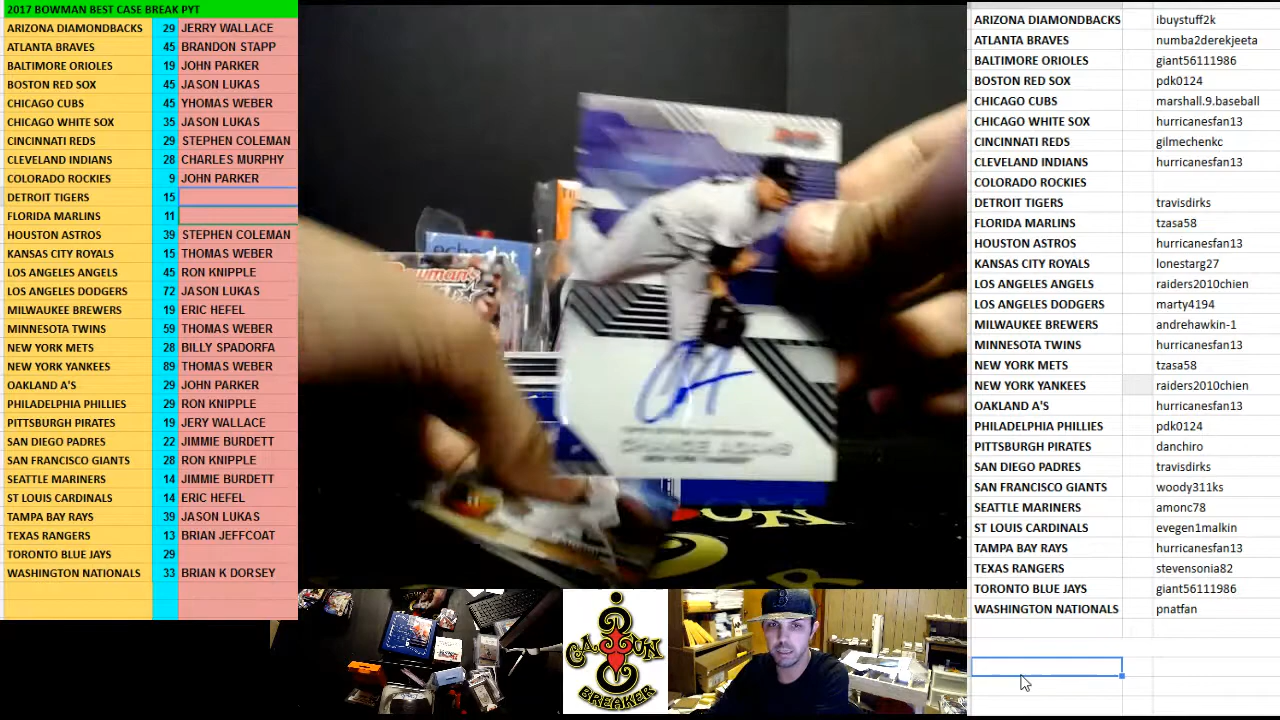 2017 BOWMAN BEST CASE BREAK PYT
ARIZONA DIAMONDBACKS 29 JERRY WALLACE
ATLANTA BRAVES 45 BRANDON STAPP
BALTIMORE ORIOLES 19 JOHN PARKER
BOSTON RED SOX 45 JASON LUKAS
CHICAGO CUBS 45 YHOMAS WEBER
CHICAGO WHITE SOX 35 JASON LUKAS
CINCINNATI REDS 29 STEPHEN COLEMAN
CLEVELAND INDIANS 28 CHARLES MURPHY
COLORADO ROCKIES 9 JOHN PARKER
DETROIT TIGERS 15
FLORIDA MARLINS 11
HOUSTON ASTROS 39 STEPHEN COLEMAN
KANSAS CITY ROYALS 15 THOMAS WEBER
LOS ANGELES ANGELS 45 RON KNIPPLE
LOS ANGELES DODGERS 72 JASON LUKAS
MILWAUKEE BREWERS 19 ERIC HEFEL
MINNESOTA TWINS 59 THOMAS WEBER
NEW YORK METS 28 BILLY SPADORFA
NEW YORK YANKEES 89 THOMAS WEBER
OAKLAND A'S 29 JOHN PARKER
PHILADELPHIA PHILLIES 29 RON KNIPPLE
PITTSBURGH PIRATES 19 JERY WALLACE
SAN DIEGO PADRES 22 JIMMIE BURDETT
SAN FRANCISCO GIANTS 28 RON KNIPPLE
SEATTLE MARINERS 14 JIMMIE BURDETT
ST LOUIS CARDINALS 14 ERIC HEFEL
TAMPA BAY RAYS 39 JASON LUKAS
TEXAS RANGERS 13 BRIAN JEFFCOAT
TORONTO BLUE JAYS 29
WASHINGTON NATIONALS 33 BRIAN K DORSEY
echo dot
Bowman's
CAJUN
BREAKER
ARIZONA DIAMONDBACKS ibuystuff2k
ATLANTA BRAVES numba2derekjeeta
BALTIMORE ORIOLES giant56111986
BOSTON RED SOX pdk0124
CHICAGO CUBS marshall.9.baseball
CHICAGO WHITE SOX hurricanesfan13
CINCINNATI REDS gilmechenkc
CLEVELAND INDIANS hurricanesfan13
COLORADO ROCKIES
DETROIT TIGERS travisdirks
FLORIDA MARLINS tzasa58
HOUSTON ASTROS hurricanesfan13
KANSAS CITY ROYALS lonestarg27
LOS ANGELES ANGELS raiders2010chien
LOS ANGELES DODGERS marty4194
MILWAUKEE BREWERS andrehawkin-1
MINNESOTA TWINS hurricanesfan13
NEW YORK METS tzasa58
NEW YORK YANKEES raiders2010chien
OAKLAND A'S hurricanesfan13
PHILADELPHIA PHILLIES pdk0124
PITTSBURGH PIRATES danchiro
SAN DIEGO PADRES travisdirks
SAN FRANCISCO GIANTS woody311ks
SEATTLE MARINERS amonc78
ST LOUIS CARDINALS evegen1malkin
TAMPA BAY RAYS hurricanesfan13
TEXAS RANGERS stevensonia82
TORONTO BLUE JAYS giant56111986
WASHINGTON NATIONALS pnatfan